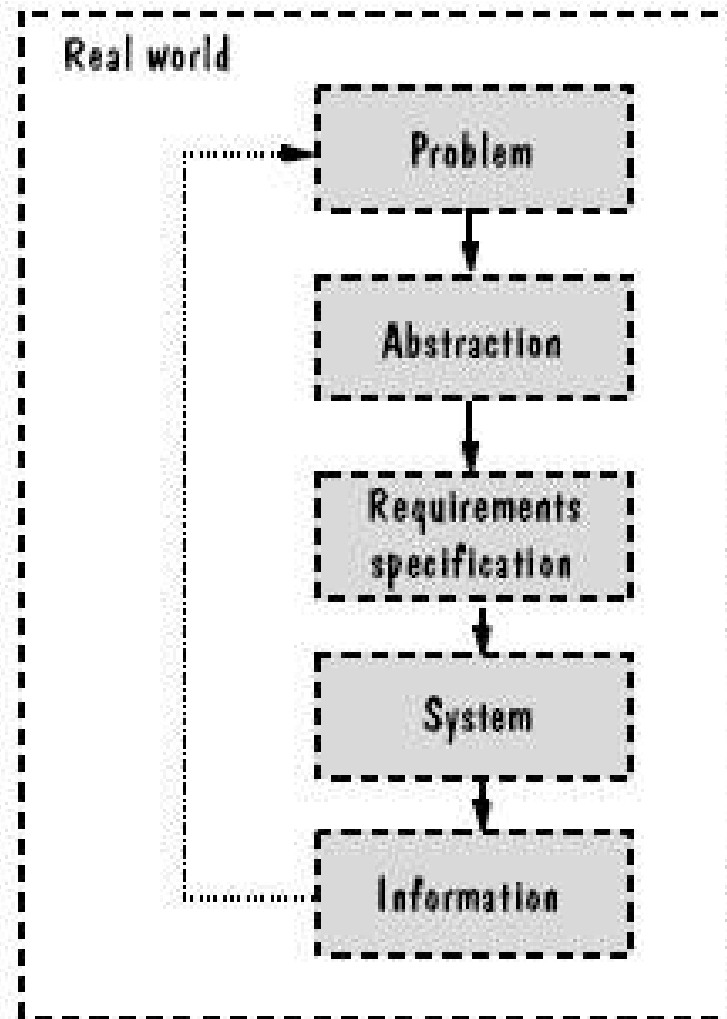 Real world
Problem
Abstraction
Requirements
specification
System
Information